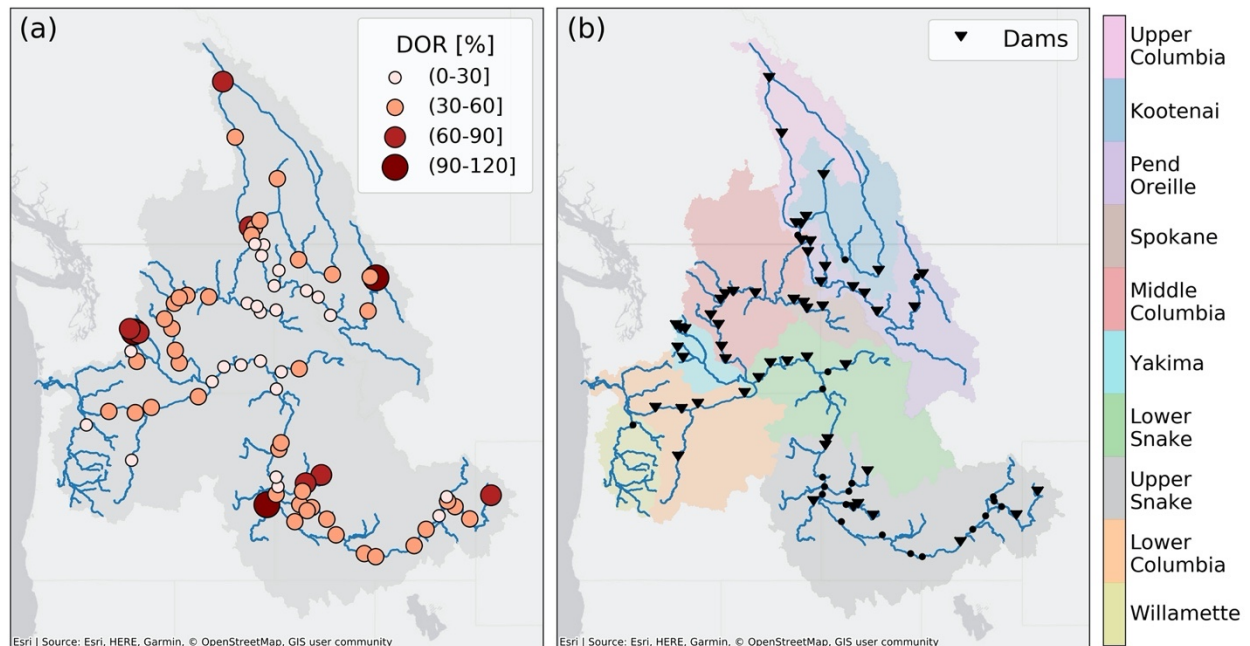 (a)
DOR [%]
(0-30]
(30-60]
(60-90]
(90-120]
Esri | Source: Esri, HERE, Garmin, © OpenStreetMap, GIS user community
(b)
Dams
Esri | Source: Esri, HERE, Garmin, © OpenStreetMap, GIS user community
Upper
Columbia
Kootenai
Pend
Oreille
Spokane
Middle
Columbia
Yakima
Lower
Snake
Upper
Snake
Lower
Columbia
Willamette